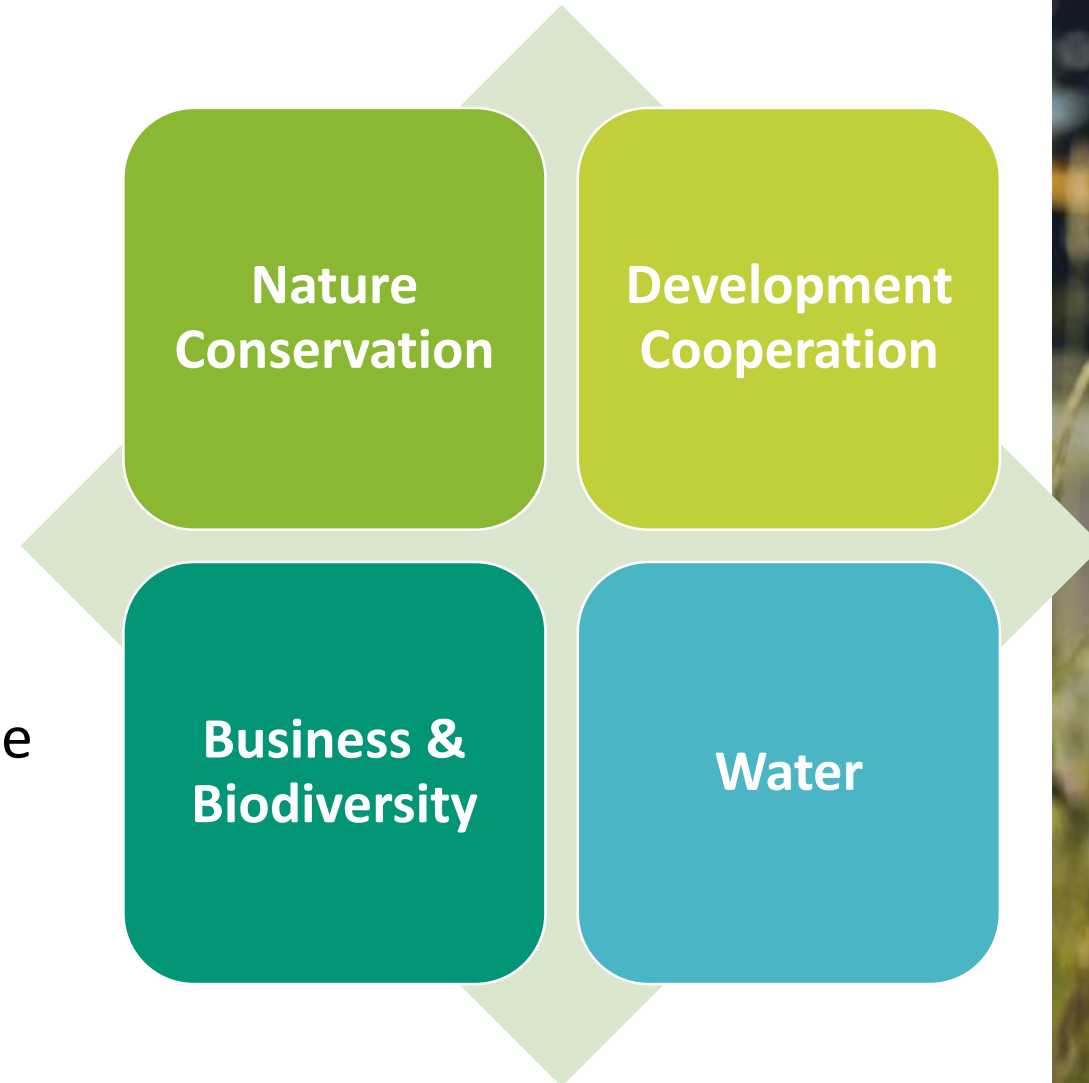 Nature
Conservation
Development
Cooperation
e
Business &
Biodiversity
Water